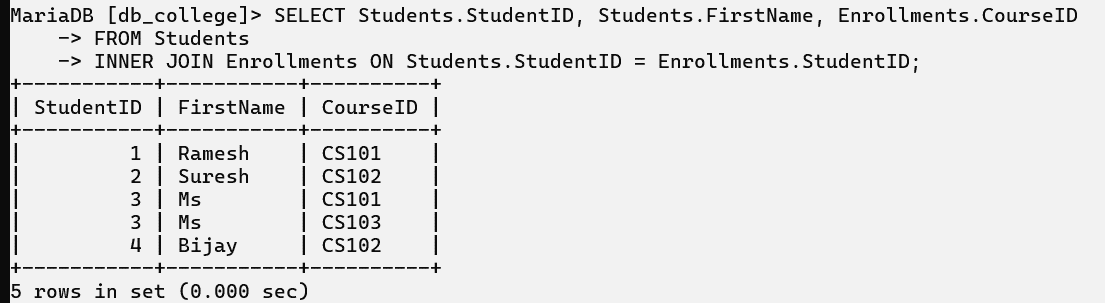 MariaDB [db_college]> SELECT Students.StudentID, Students.FirstName, Enrollments.CourseID
    -> FROM Students
    -> INNER JOIN Enrollments ON Students.StudentID = Enrollments.StudentID;
+-----------+-----------+----------+
| StudentID | FirstName | CourseID |
+-----------+-----------+----------+
|         1 | Ramesh    | CS101    |
|         2 | Suresh    | CS102    |
|         3 | Ms        | CS101    |
|         3 | Ms        | CS103    |
|         4 | Bijay     | CS102    |
+-----------+-----------+----------+
5 rows in set (0.000 sec)